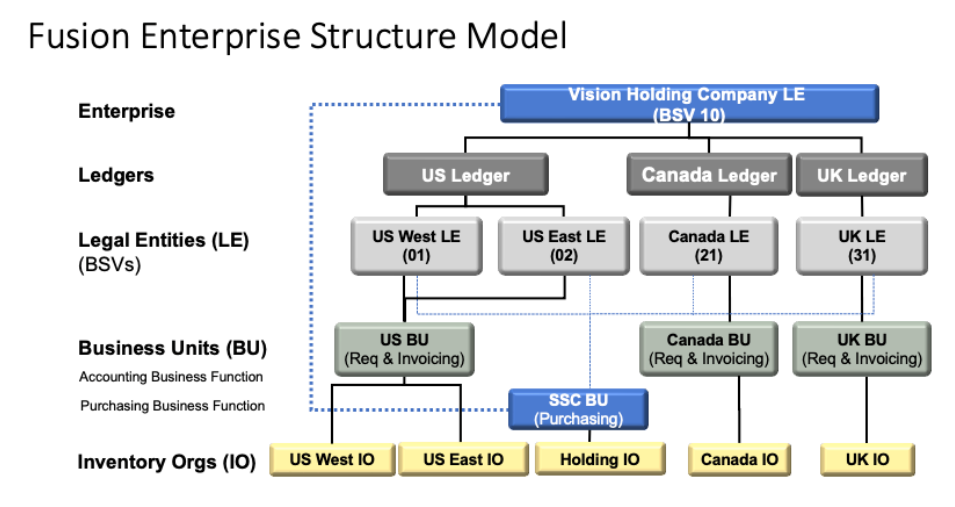 Fusion Enterprise Structure Model
Enterprise
Vision Holding Company LE
(BSV 10)
Ledgers
US Ledger
Canada Ledger
UK Ledger
Legal Entities (LE)
(BSVs)
US West LE
(01)
US East LE
(02)
Canada LE
(21)
UK LE
(31)
Business Units (BU)
Accounting Business Function
Purchasing Business Function
US BU
(Req & Invoicing)
Canada BU
(Req & Invoicing)
UK BU
(Req & Invoicing)
SSC BU
(Purchasing)
Inventory Orgs (IO)
US West IO
US East IO
Holding IO
Canada IO
UK IO